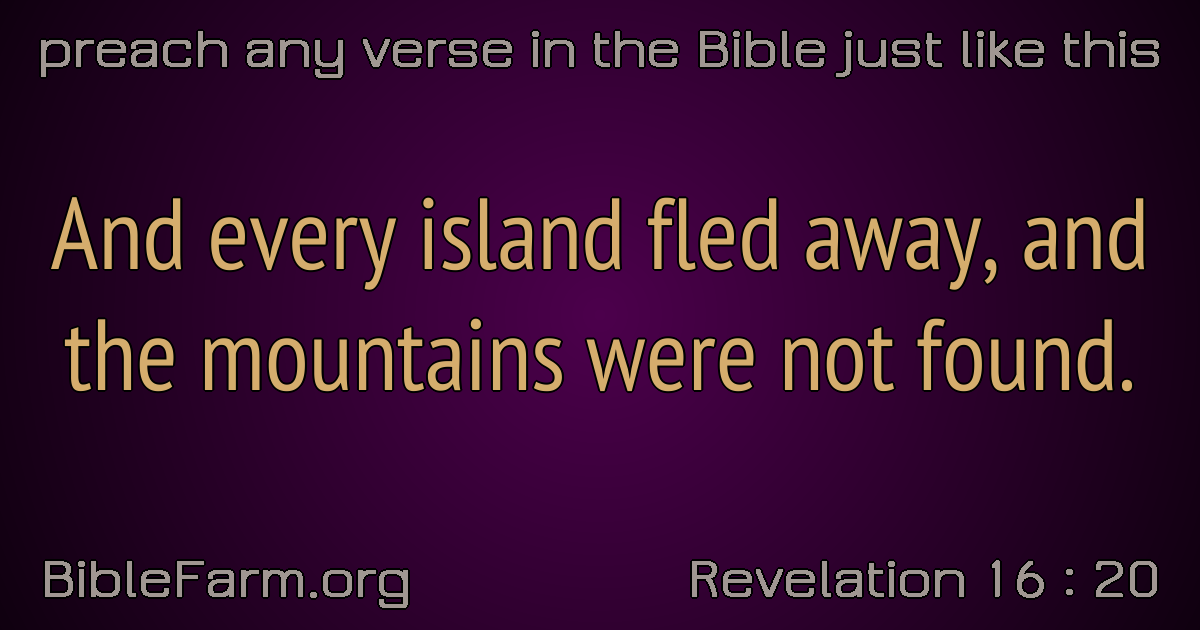 preach any verse in the Bible just like this
And every island fled away, and
the mountains were not found.
BibleFarm.org
Revelation 16 : 20